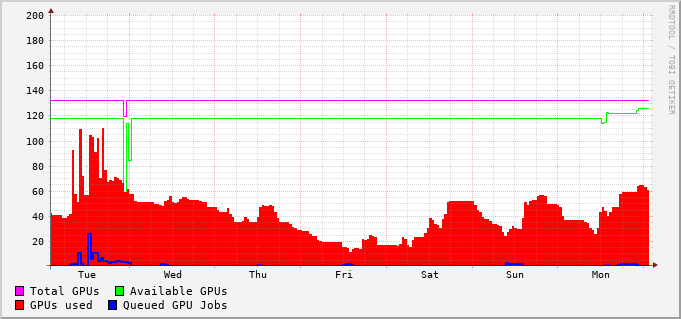 RRDTOOL / TOBI OETIKER
200
180
160
140
120
100
80
60
40
20
Tue Wed Thu Fri Sat Sun Mon
Total GPUs Available GPUs
GPUs used Queued GPU Jobs